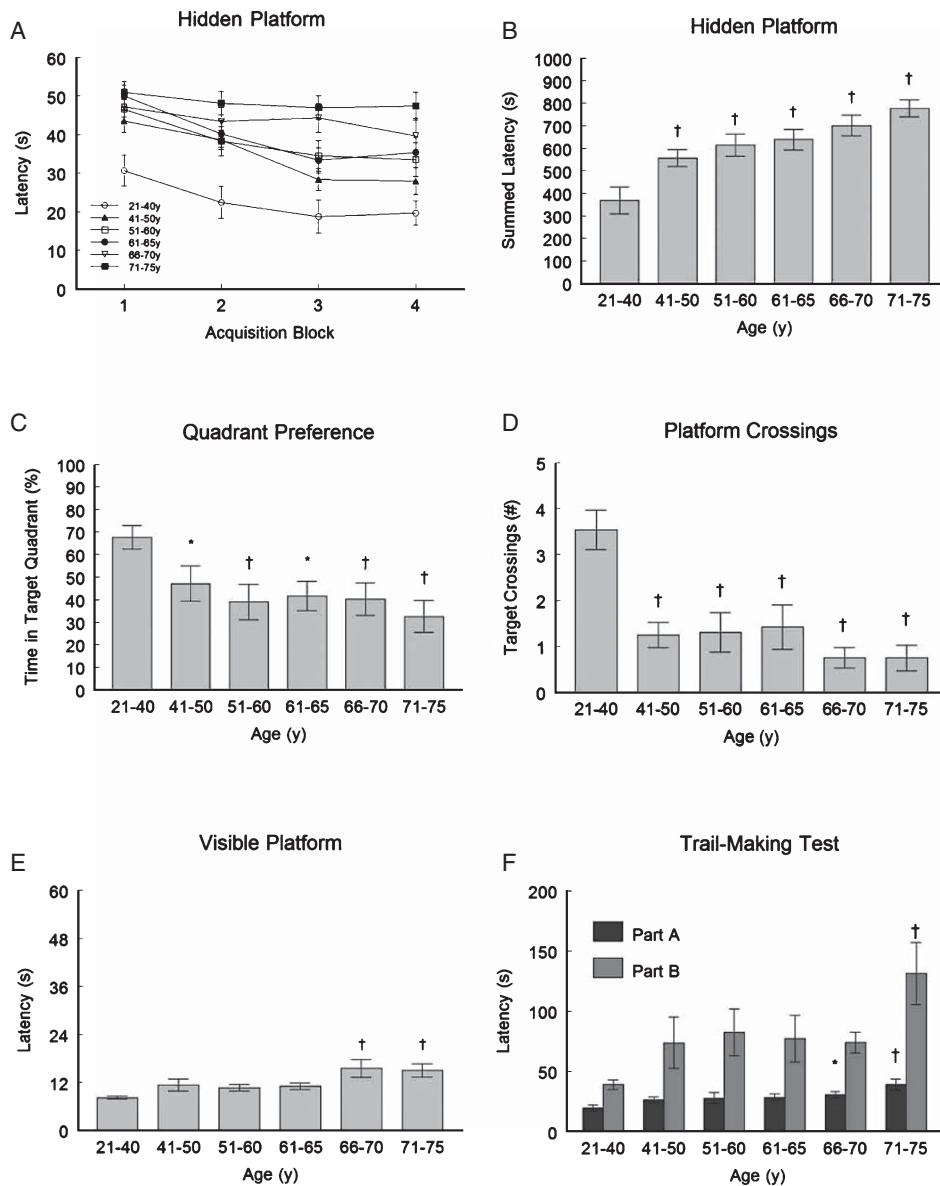 A
Hidden Platform
Latency (s)
60
50
40
30
20
10
0
21-40y
41-50y
51-60y
61-65y
66-70y
71-75y
1 2 3 4
Acquisition Block
B
Hidden Platform
Summed Latency (s)
1000
900
800
700
600
500
400
300
200
100
0
† † † † †
21-40 41-50 51-60 61-65 66-70 71-75
Age (y)
C
Quadrant Preference
Time in Target Quadrant (%)
100
90
80
70
60
50
40
30
20
10
0
* † * † †
21-40 41-50 51-60 61-65 66-70 71-75
Age (y)
D
Platform Crossings
Target Crossings (#)
5
4
3
2
1
0
† † † † †
21-40 41-50 51-60 61-65 66-70 71-75
Age (y)
E
Visible Platform
Latency (s)
60
48
36
24
12
0
† †
21-40 41-50 51-60 61-65 66-70 71-75
Age (y)
F
Trail-Making Test
Latency (s)
200
150
100
50
0
Part A
Part B
* † †
21-40 41-50 51-60 61-65 66-70 71-75
Age (y)